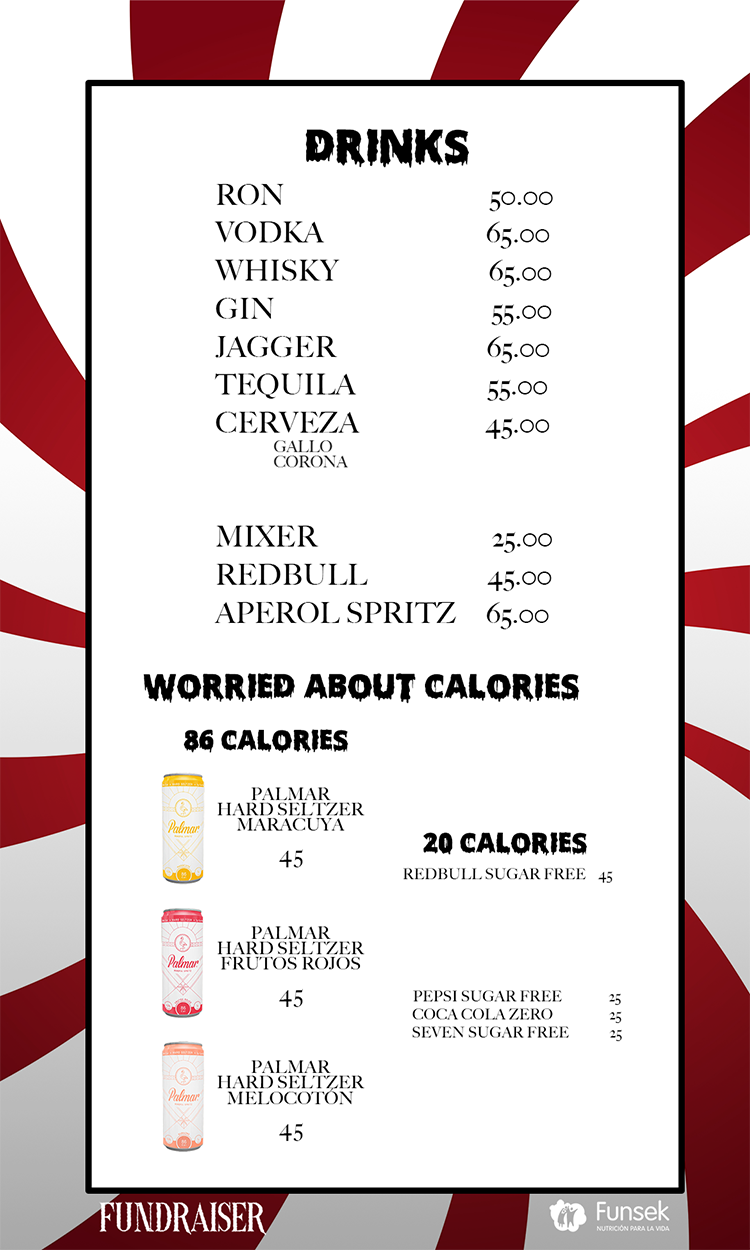 DRINKS
RON 50.00
VODKA 65.00
WHISKY 65.00
GIN 55.00
JAGGER 65.00
TEQUILA 55.00
CERVEZA 45.00
GALLO
CORONA
MIXER 25.00
REDBULL 45.00
APEROL SPRITZ 65.00
WORRIED ABOUT CALORIES
86 CALORIES
Palmar
PALMAR
HARD SELTZER
MARACUYA
45
Palmar
PALMAR
HARD SELTZER
FRUTOS ROJOS
45
Palmar
PALMAR
HARD SELTZER
MELOCOTÓN
45
20 CALORIES
REDBULL SUGAR FREE 45
PEPSI SUGAR FREE 25
COCA COLA ZERO 25
SEVEN SUGAR FREE 25
FUNDRAISER
Funsek
NUTRICIÓN PARA LA VIDA